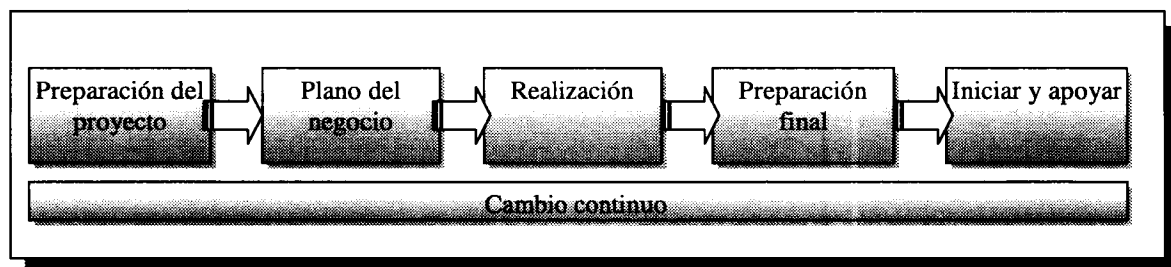 Preparación del
proyecto
Plano del
negocio
Realización
Preparación
final
Iniciar y apoyar
Cambio continuo